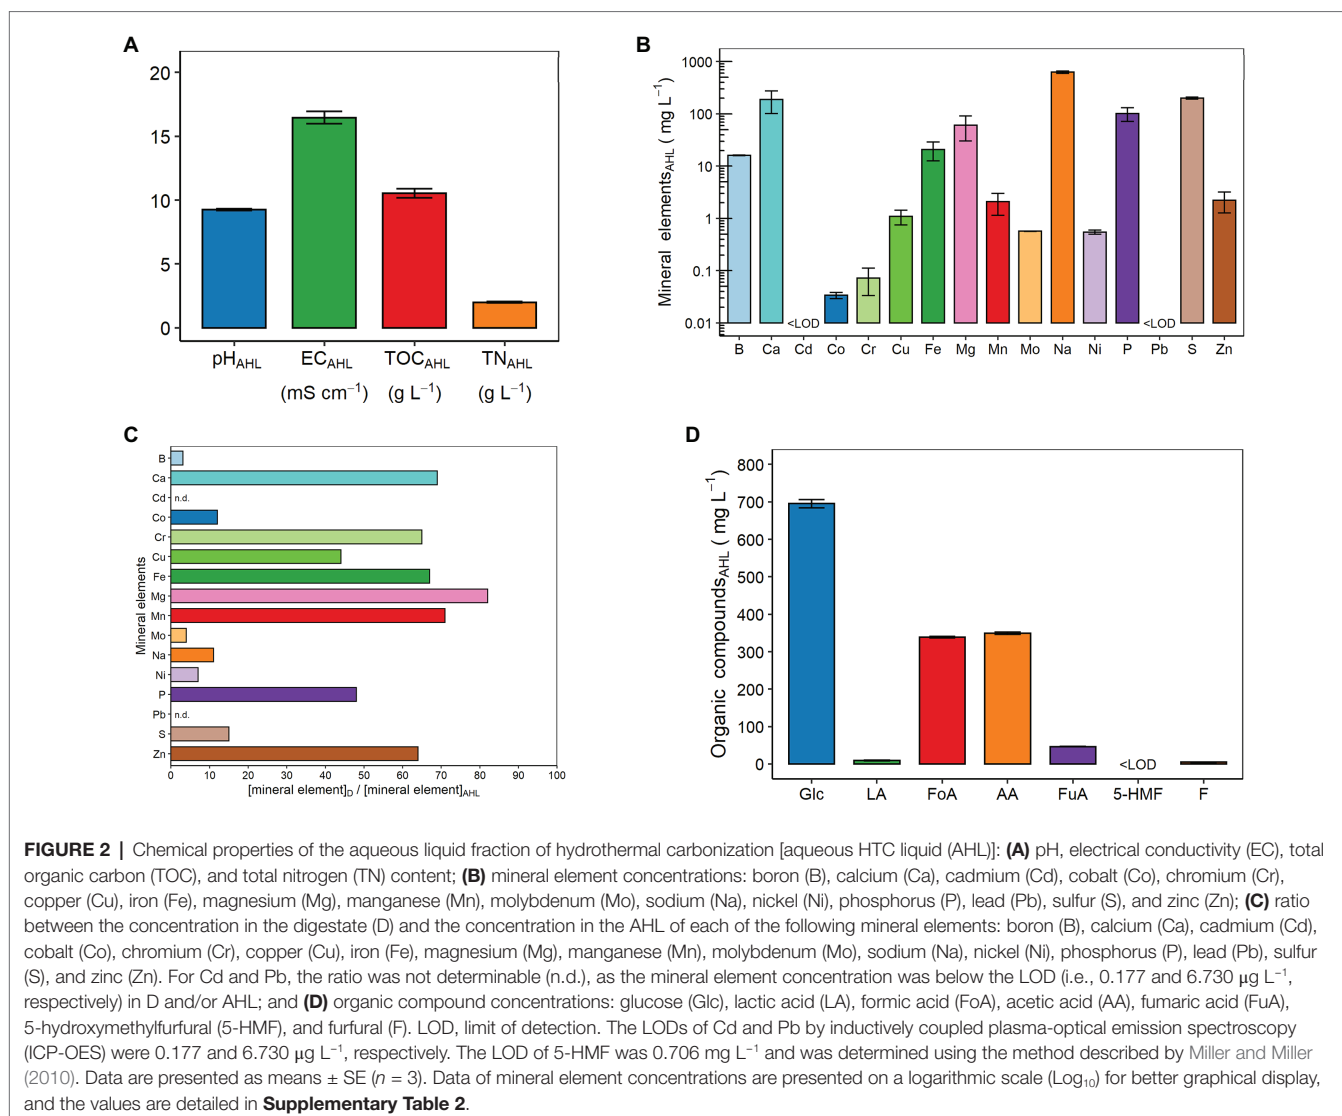 A
20
15
10
5
0
pHAHL ECAHL TOCAHL TNAHL
(mS cm−1) (g L−1) (g L−1)
B
Mineral elementsAHL ( mg L−1)
1000
100
10
1
0.1
0.01
<LOD <LOD
B Ca Cd Co Cr Cu Fe Mg Mn Mo Na Ni P Pb S Zn
C
Mineral elements
B
Ca
Cd n.d.
Co
Cr
Cu
Fe
Mg
Mn
Mo
Na
Ni
P
Pb n.d.
S
Zn
0 10 20 30 40 50 60 70 80 90 100
[mineral element]D / [mineral element]AHL
D
Organic compoundsAHL ( mg L−1)
800
700
600
500
400
300
200
100
0
<LOD
Glc LA FoA AA FuA 5-HMF F
FIGURE 2 | Chemical properties of the aqueous liquid fraction of hydrothermal carbonization [aqueous HTC liquid (AHL)]: (A) pH, electrical conductivity (EC), total
organic carbon (TOC), and total nitrogen (TN) content; (B) mineral element concentrations: boron (B), calcium (Ca), cadmium (Cd), cobalt (Co), chromium (Cr),
copper (Cu), iron (Fe), magnesium (Mg), manganese (Mn), molybdenum (Mo), sodium (Na), nickel (Ni), phosphorus (P), lead (Pb), sulfur (S), and zinc (Zn); (C) ratio
between the concentration in the digestate (D) and the concentration in the AHL of each of the following mineral elements: boron (B), calcium (Ca), cadmium (Cd),
cobalt (Co), chromium (Cr), copper (Cu), iron (Fe), magnesium (Mg), manganese (Mn), molybdenum (Mo), sodium (Na), nickel (Ni), phosphorus (P), lead (Pb), sulfur
(S), and zinc (Zn). For Cd and Pb, the ratio was not determinable (n.d.), as the mineral element concentration was below the LOD (i.e., 0.177 and 6.730 μg L−1,
respectively) in D and/or AHL; and (D) organic compound concentrations: glucose (Glc), lactic acid (LA), formic acid (FoA), acetic acid (AA), fumaric acid (FuA),
5-hydroxymethylfurfural (5-HMF), and furfural (F). LOD, limit of detection. The LODs of Cd and Pb by inductively coupled plasma-optical emission spectroscopy
(ICP-OES) were 0.177 and 6.730 μg L−1, respectively. The LOD of 5-HMF was 0.706 mg L−1 and was determined using the method described by Miller and Miller
(2010). Data are presented as means ± SE (n = 3). Data of mineral element concentrations are presented on a logarithmic scale (Log10) for better graphical display,
and the values are detailed in Supplementary Table 2.